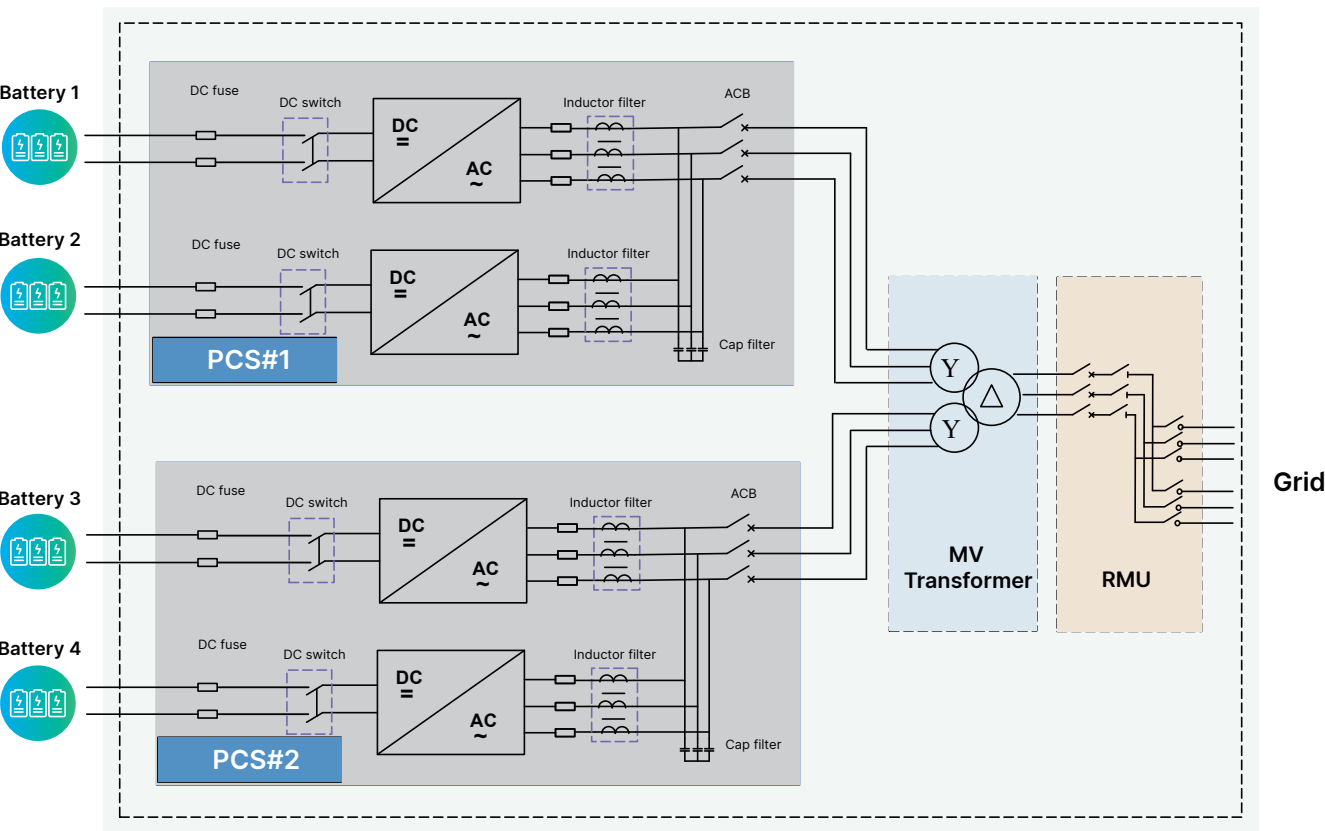 Battery 1
DC fuse
DC switch
DC
=
AC
~
Inductor filter
ACB
Battery 2
DC fuse
DC switch
DC
=
AC
~
Inductor filter
Cap filter
PCS#1
Y
Y
△
MV
Transformer
RMU
Grid
Battery 3
DC fuse
DC switch
DC
=
AC
~
Inductor filter
ACB
Battery 4
DC fuse
DC switch
DC
=
AC
~
Inductor filter
Cap filter
PCS#2